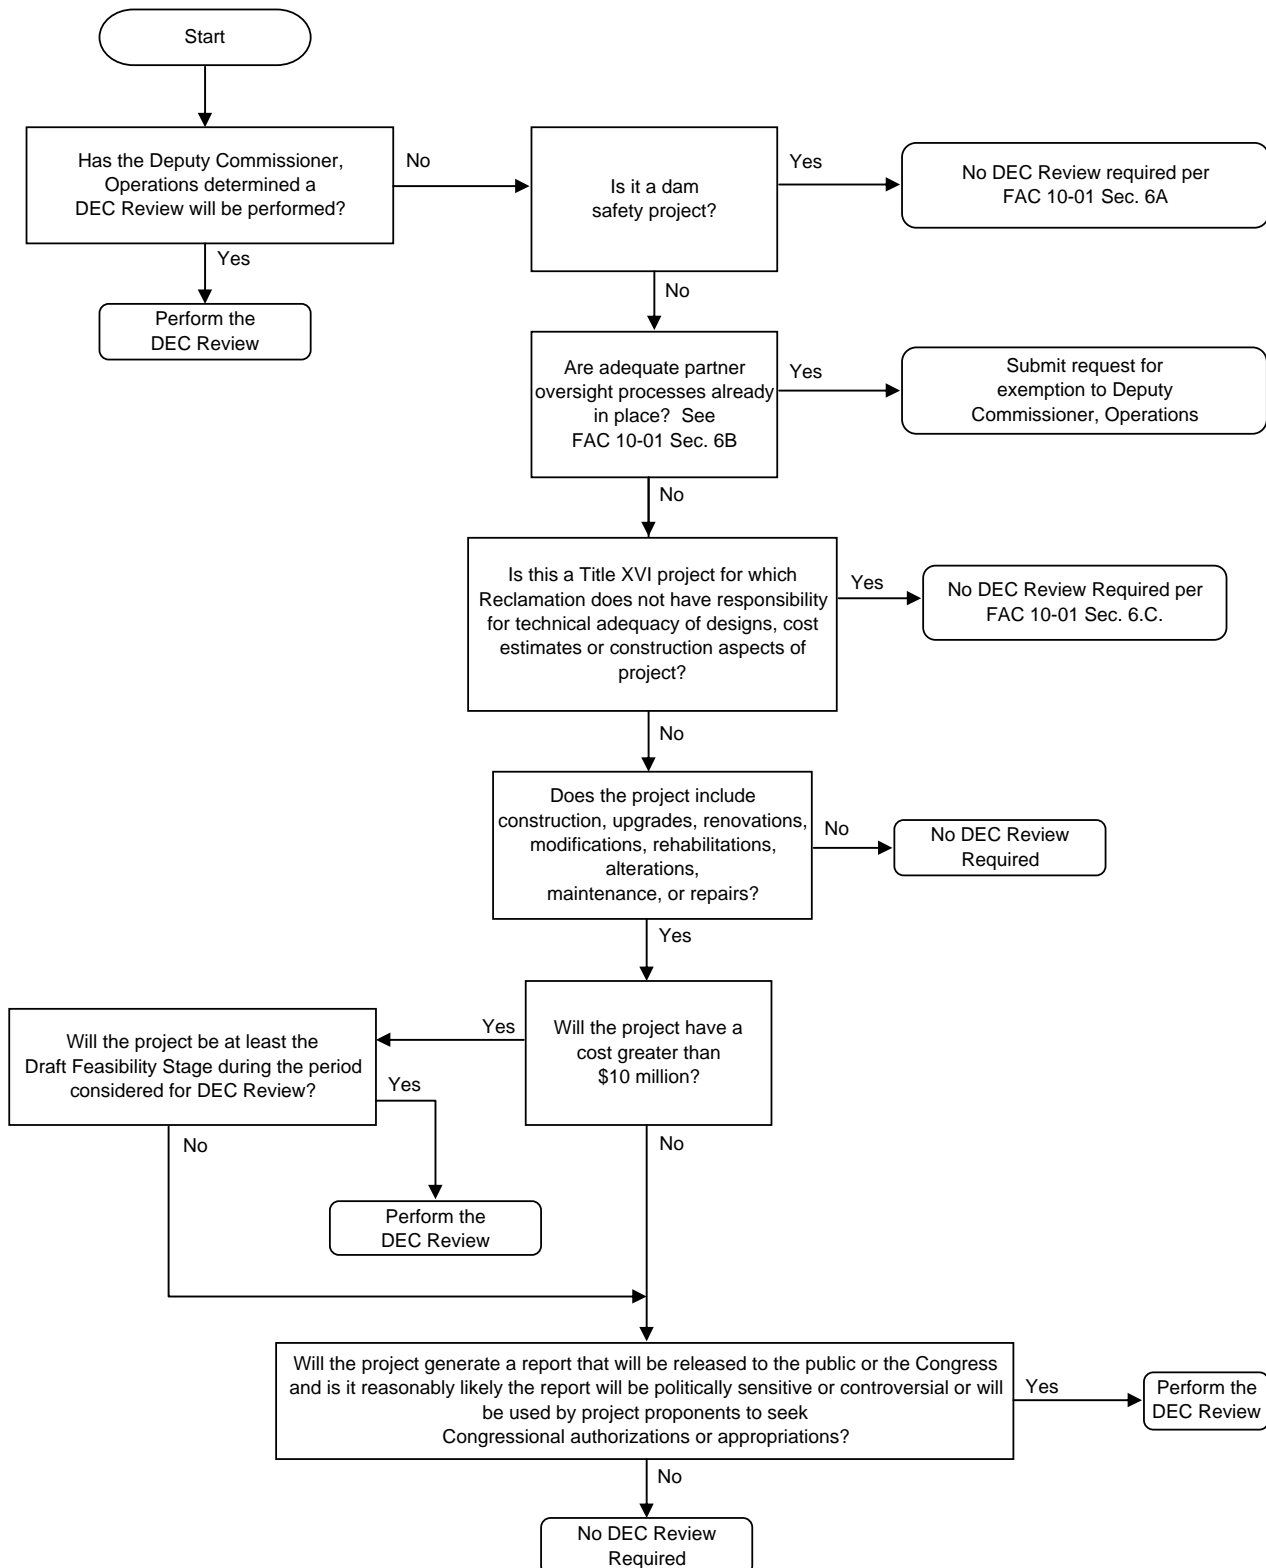 Start
Has the Deputy Commissioner,
Operations determined a
DEC Review will be performed?
No
Is it a dam
safety project?
Yes
No DEC Review required per
FAC 10-01 Sec. 6A
Yes
Perform the
DEC Review
No
Are adequate partner
oversight processes already
in place?  See
FAC 10-01 Sec. 6B
Yes
Submit request for
exemption to Deputy
Commissioner, Operations
No
Is this a Title XVI project for which
Reclamation does not have responsibility
for technical adequacy of designs, cost
estimates or construction aspects of
project?
Yes
No DEC Review Required per
FAC 10-01 Sec. 6.C.
No
Does the project include
construction, upgrades, renovations,
modifications, rehabilitations,
alterations,
maintenance, or repairs?
No
No DEC Review
Required
Yes
Will the project have a
cost greater than
$10 million?
Yes
Will the project be at least the
Draft Feasibility Stage during the period
considered for DEC Review?
Yes
No
No
Perform the
DEC Review
Will the project generate a report that will be released to the public or the Congress
and is it reasonably likely the report will be politically sensitive or controversial or will
be used by project proponents to seek
Congressional authorizations or appropriations?
Yes
Perform the
DEC Review
No
No DEC Review
Required